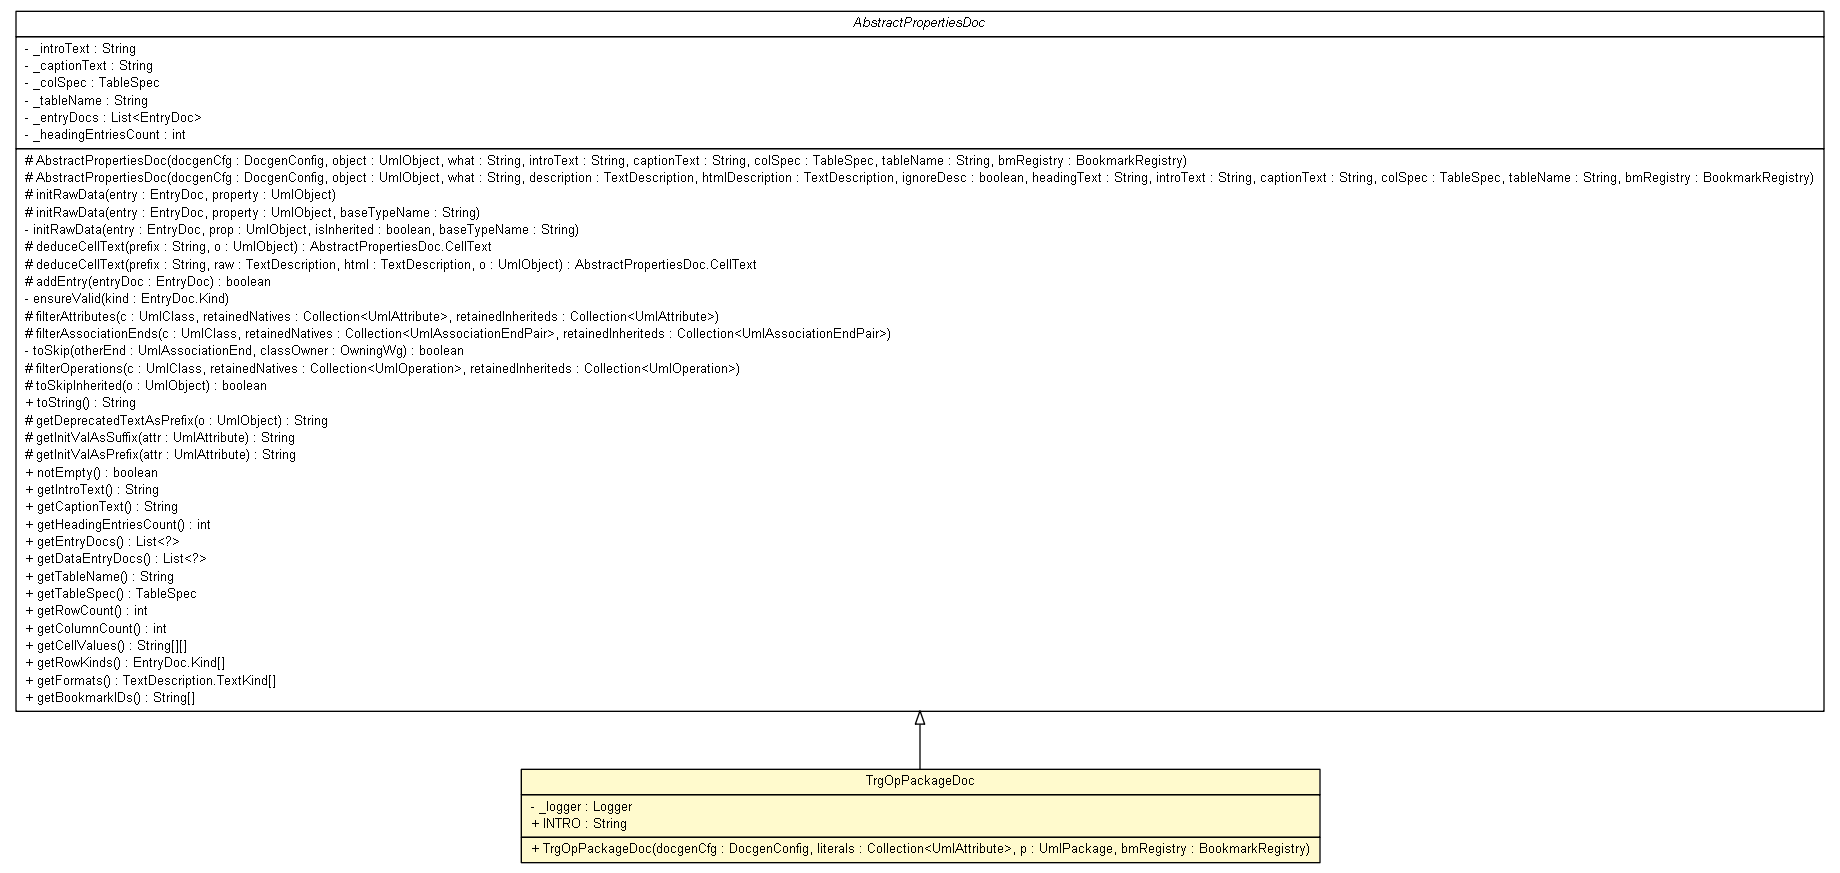 AbstractPropertiesDoc
- _introText : String
- _captionText : String
- _colSpec : TableSpec
- _tableName : String
- _entryDocs : List<EntryDoc>
- _headingEntriesCount : int
# AbstractPropertiesDoc(docgenCfg : DocgenConfig, object : UmlObject, what : String, introText : String, captionText : String, colSpec : TableSpec, tableName : String, bmRegistry : BookmarkRegistry)
# AbstractPropertiesDoc(docgenCfg : DocgenConfig, object : UmlObject, what : String, description : TextDescription, htmlDescription : TextDescription, ignoreDesc : boolean, headingText : String, introText : String, captionText : String, colSpec : TableSpec, tableName : String, bmRegistry : BookmarkRegistry)
# initRawData(entry : EntryDoc, property : UmlObject)
# initRawData(entry : EntryDoc, property : UmlObject, baseTypeName : String)
- initRawData(entry : EntryDoc, prop : UmlObject, isInherited : boolean, baseTypeName : String)
# deduceCellText(prefix : String, o : UmlObject) : AbstractPropertiesDoc.CellText
# deduceCellText(prefix : String, raw : TextDescription, html : TextDescription, o : UmlObject) : AbstractPropertiesDoc.CellText
# addEntry(entryDoc : EntryDoc) : boolean
- ensureValid(kind : EntryDoc.Kind)
# filterAttributes(c : UmlClass, retainedNatives : Collection<UmlAttribute>, retainedInheriteds : Collection<UmlAttribute>)
# filterAssociationEnds(c : UmlClass, retainedNatives : Collection<UmlAssociationEndPair>, retainedInheriteds : Collection<UmlAssociationEndPair>)
- toSkip(otherEnd : UmlAssociationEnd, classOwner : OwningWg) : boolean
# filterOperations(c : UmlClass, retainedNatives : Collection<UmlOperation>, retainedInheriteds : Collection<UmlOperation>)
# toSkipInherited(o : UmlObject) : boolean
+ toString() : String
# getDeprecatedTextAsPrefix(o : UmlObject) : String
# getInitValAsSuffix(attr : UmlAttribute) : String
# getInitValAsPrefix(attr : UmlAttribute) : String
+ notEmpty() : boolean
+ getIntroText() : String
+ getCaptionText() : String
+ getHeadingEntriesCount() : int
+ getEntryDocs() : List<?>
+ getDataEntryDocs() : List<?>
+ getTableName() : String
+ getTableSpec() : TableSpec
+ getRowCount() : int
+ getColumnCount() : int
+ getCellValues() : String[][]
+ getRowKinds() : EntryDoc.Kind[]
+ getFormats() : TextDescription.TextKind[]
+ getBookmarkIDs() : String[]
TrgOpPackageDoc
- _logger : Logger
+ INTRO : String
+ TrgOpPackageDoc(docgenCfg : DocgenConfig, literals : Collection<UmlAttribute>, p : UmlPackage, bmRegistry : BookmarkRegistry)